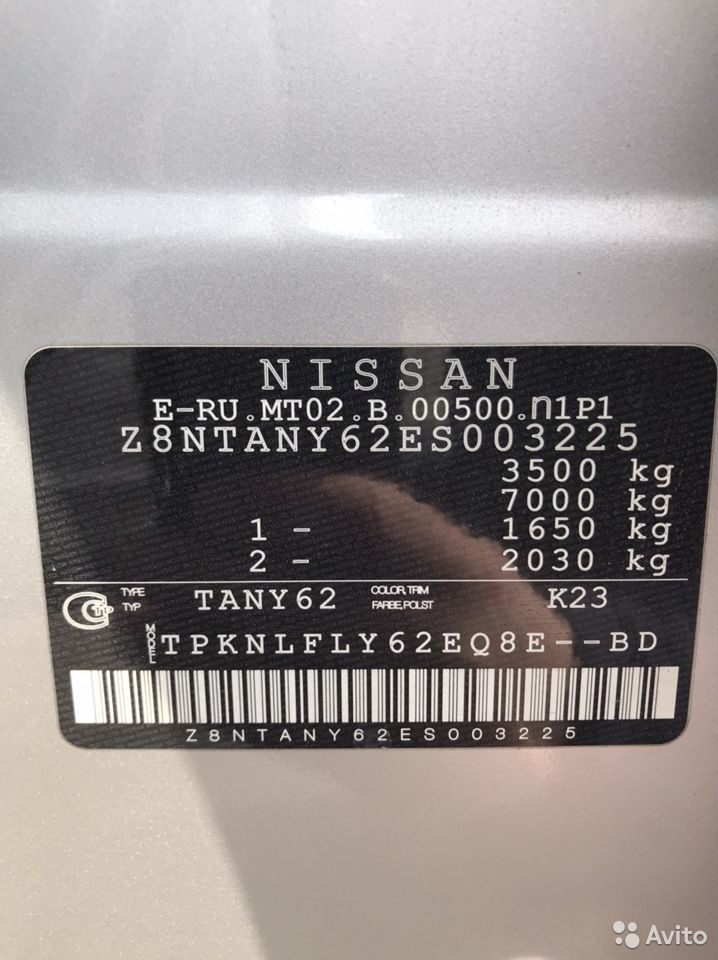 NISSAN
E-RU.MT02.B.00500.П1P1
Z8NTANY62ES003225
3500 kg
7000 kg
1 - 1650 kg
2 - 2030 kg
TYPE TYP TANY62 COLOR, TRIM FARBE, POLST K23
MODEL TPKNLFLY62EQ8E--BD
Z8NTANY62ES003225
Avito